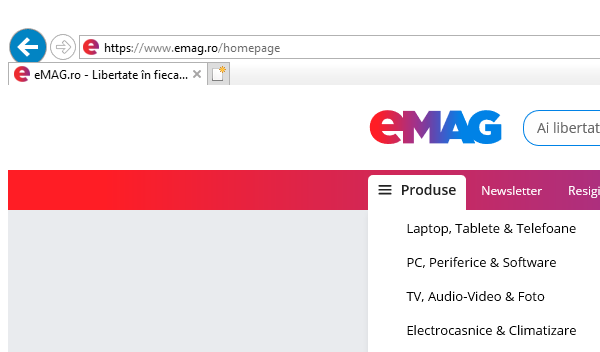 https://www.emag.ro/homepage
eMAG.ro - Libertate în fieca...
eMAG
Ai libertat
Produse
Newsletter
Resigi
Laptop, Tablete & Telefoane
PC, Periferice & Software
TV, Audio-Video & Foto
Electrocasnice & Climatizare